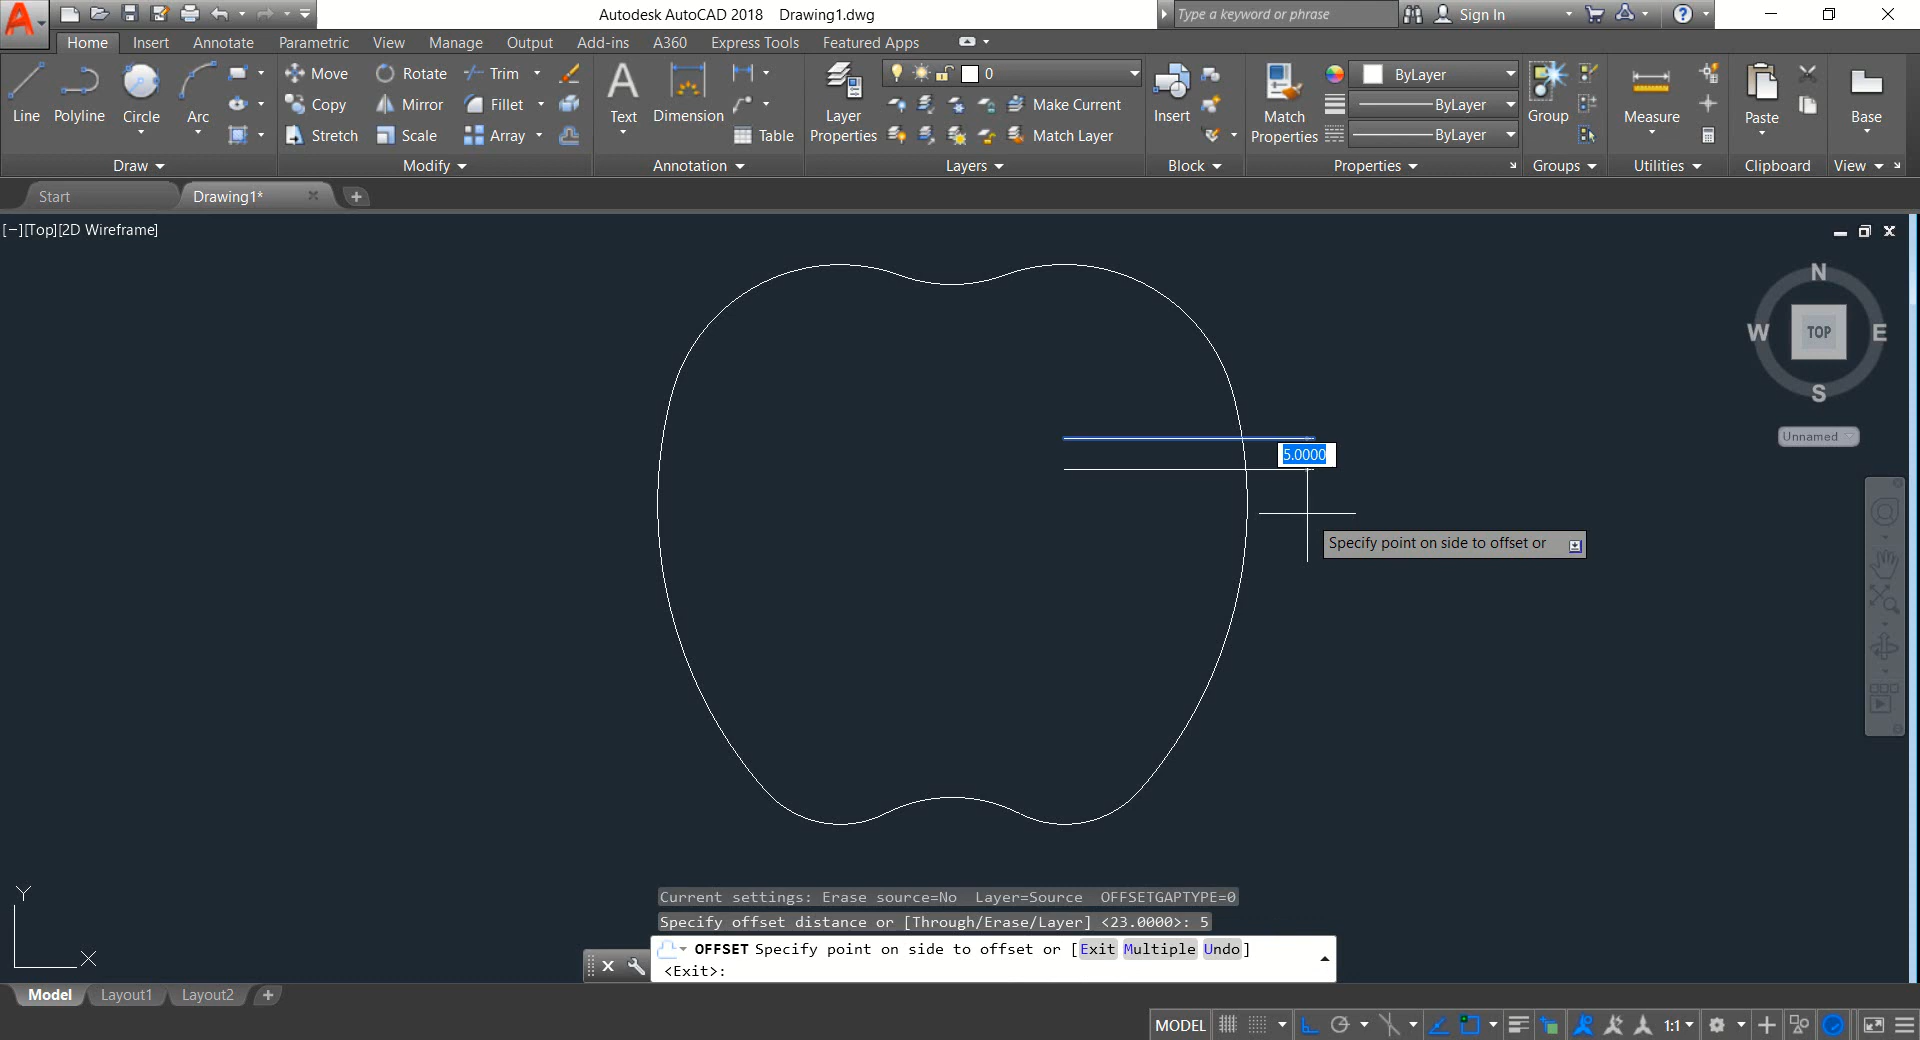 Autodesk AutoCAD 2018 Drawing1.dwg
Type a keyword or phrase
Sign In
Home Insert Annotate Parametric View Manage Output Add-ins A360 Express Tools Featured Apps
Line Polyline Circle Arc
Move Rotate Trim
Copy Mirror Fillet
Stretch Scale Array
Text Dimension Table
Layer Properties
0
Make Current
Match Layer
Insert
Match Properties
ByLayer
ByLayer
ByLayer
Group
Measure
Paste
Base
Draw Modify Annotation Layers Block Properties Groups Utilities Clipboard View
Start Drawing1*
[−][Top][2D Wireframe]
N
W TOP E
S
Unnamed
5.0000
Specify point on side to offset or
Current settings: Erase source=No Layer=Source OFFSETGAPTYPE=0
Specify offset distance or [Through/Erase/Layer] <23.0000>: 5
OFFSET Specify point on side to offset or [Exit Multiple Undo]
<Exit>:
Y
X
Model Layout1 Layout2
MODEL 1:1